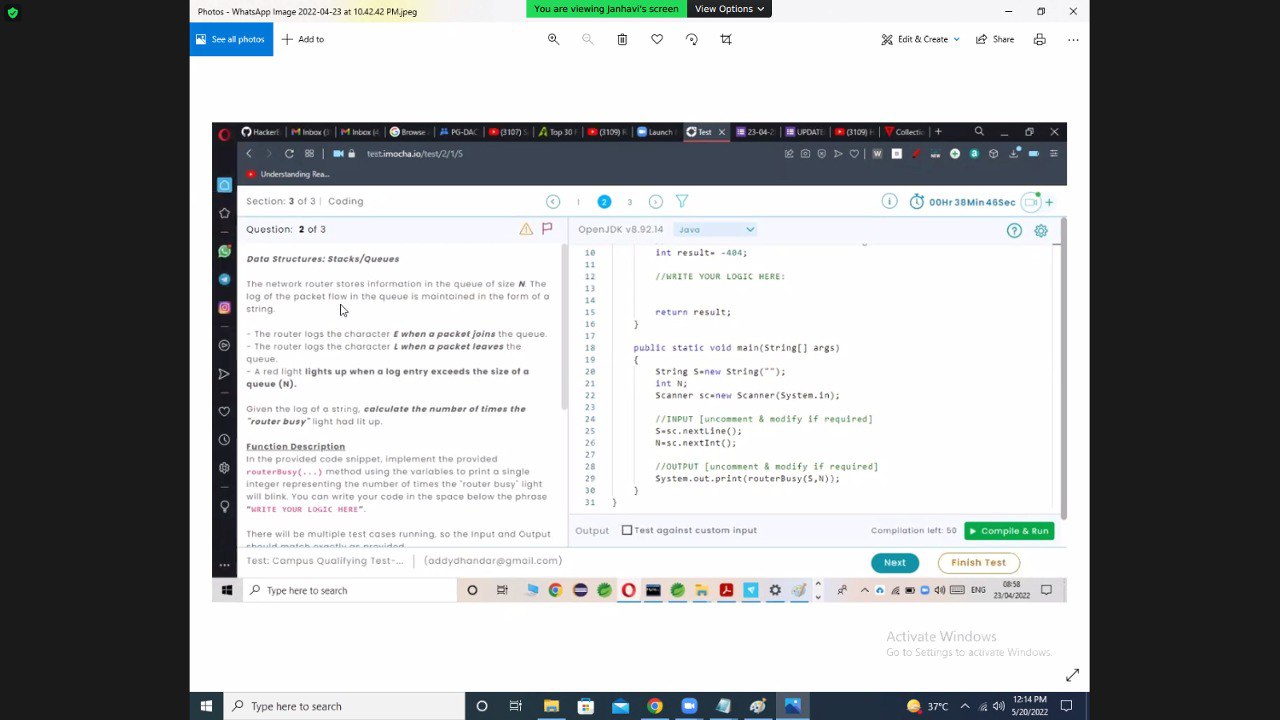 Photos - WhatsApp Image 2022-04-23 at 10.42.42 PM.jpeg
You are viewing Janhavi's screen
View Options
See all photos
Add to
Edit & Create
Share
Inbox (3
Inbox (4
Browse
PG-DAC
(3107) S
Top 30 F
(3109) R
Launch
Test
23-04-2
UPDATE
(3109) H
Collectio
test.imocha.io/test/2/1/5
Understanding Rea...
Section: 3 of 3 | Coding
1 2 3
00Hr 38Min 46Sec
Question: 2 of 3
OpenJDK v8.92.14
Java
Data Structures: Stacks/Queues
The network router stores information in the queue of size N. The
log of the packet flow in the queue is maintained in the form of a
string.
- The router logs the character E when a packet joins the queue.
- The router logs the character L when a packet leaves the
queue.
- A red light lights up when a log entry exceeds the size of a
queue (N).
Given the log of a string, calculate the number of times the
"router busy" light had lit up.
Function Description
In the provided code snippet, implement the provided
routerBusy(...) method using the variables to print a single
integer representing the number of times the "router busy" light
will blink. You can write your code in the space below the phrase
"WRITE YOUR LOGIC HERE".
There will be multiple test cases running, so the Input and Output
should match exactly as provided.
10 int result= -404;
11
12 //WRITE YOUR LOGIC HERE:
13
14
15 return result;
16 }
17
18 public static void main(String[] args)
19 {
20 String S=new String("");
21 int N;
22 Scanner sc=new Scanner(System.in);
23
24 //INPUT [uncomment & modify if required]
25 S=sc.nextLine();
26 N=sc.nextInt();
27
28 //OUTPUT [uncomment & modify if required]
29 System.out.print(routerBusy(S,N));
30 }
31 }
Output
Test against custom input
Compilation left: 50
Compile & Run
Test: Campus Qualifying Test-...
(addydhandar@gmail.com)
Next
Finish Test
Type here to search
ENG
08:58
23/04/2022
Activate Windows
Go to Settings to activate Windows.
Type here to search
37°C
12:14 PM
5/20/2022